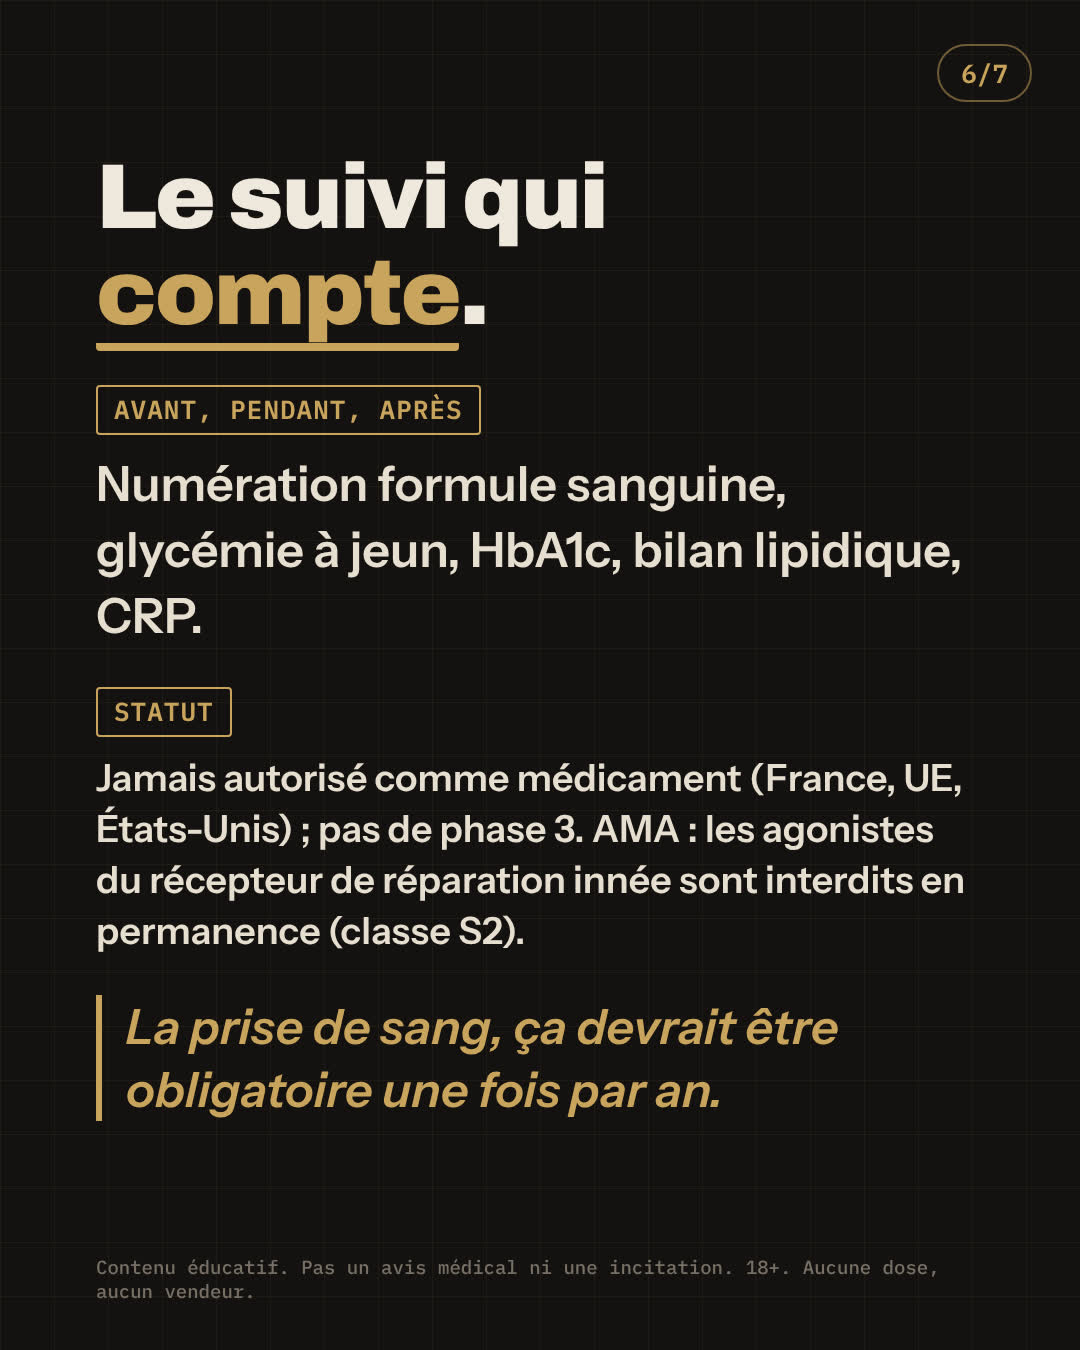 6/7
Le suivi qui
compte.
AVANT, PENDANT, APRÈS
Numération formule sanguine,
glycémie à jeun, HbA1c, bilan lipidique,
CRP.
STATUT
Jamais autorisé comme médicament (France, UE,
États-Unis) ; pas de phase 3. AMA : les agonistes
du récepteur de réparation innée sont interdits en
permanence (classe S2).
La prise de sang, ça devrait être
obligatoire une fois par an.
Contenu éducatif. Pas un avis médical ni une incitation. 18+. Aucune dose,
aucun vendeur.